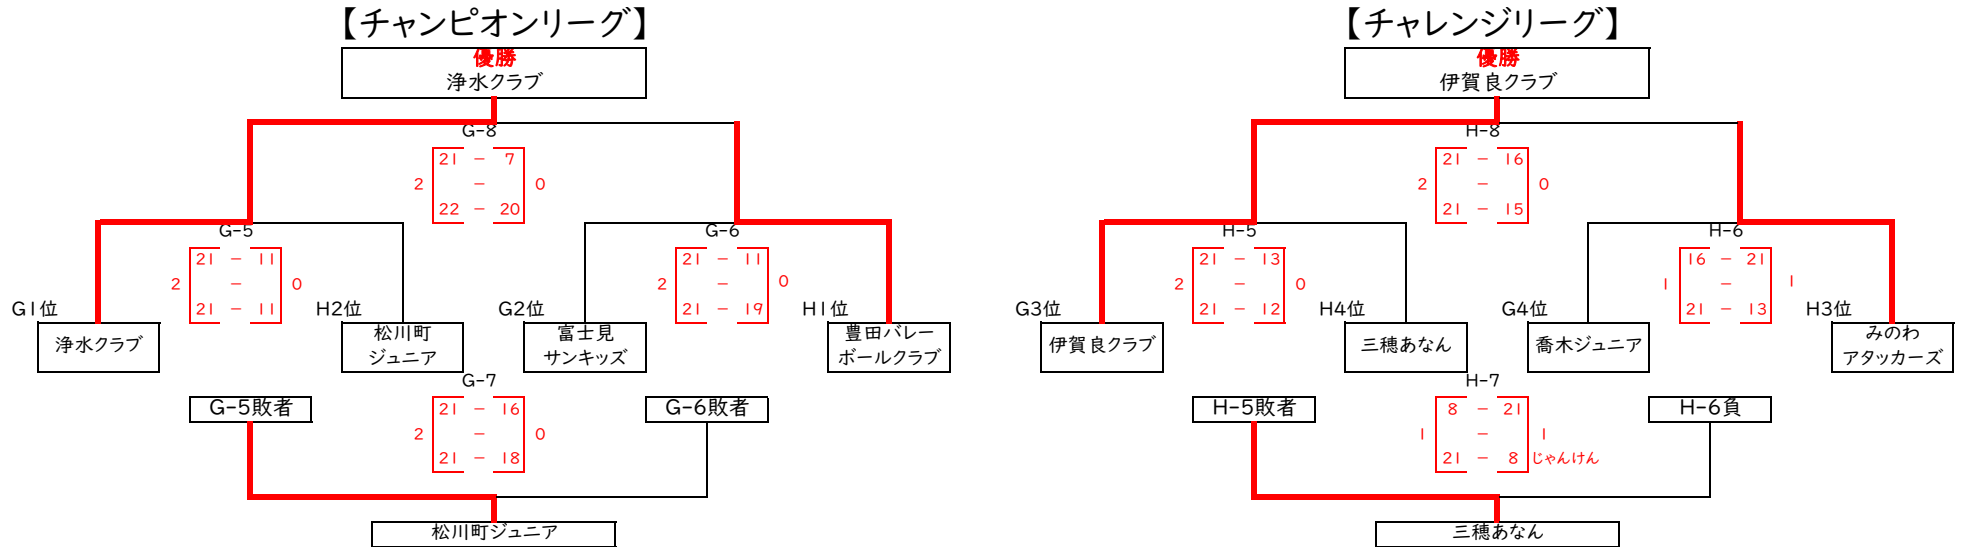 【チャンピオンリーグ】
優勝
浄水クラブ
G-8
21 - 7
2 - 0
22 - 20
G-5
21 - 11
2 - 0
21 - 11
G-6
21 - 11
2 - 0
21 - 19
G1位
浄水クラブ
H2位
松川町
ジュニア
G2位
富士見
サンキッズ
H1位
豊田バレー
ボールクラブ
G-7
G-5敗者
21 - 16
2 - 0
21 - 18
G-6敗者
松川町ジュニア
【チャレンジリーグ】
優勝
伊賀良クラブ
H-8
21 - 16
2 - 0
21 - 15
H-5
21 - 13
2 - 0
21 - 12
H-6
16 - 21
1 - 1
21 - 13
G3位
伊賀良クラブ
H4位
三穂あなん
G4位
喬木ジュニア
H3位
みのわ
アタッカーズ
H-7
H-5敗者
8 - 21
1 - 1
21 - 8 じゃんけん
H-6負
三穂あなん